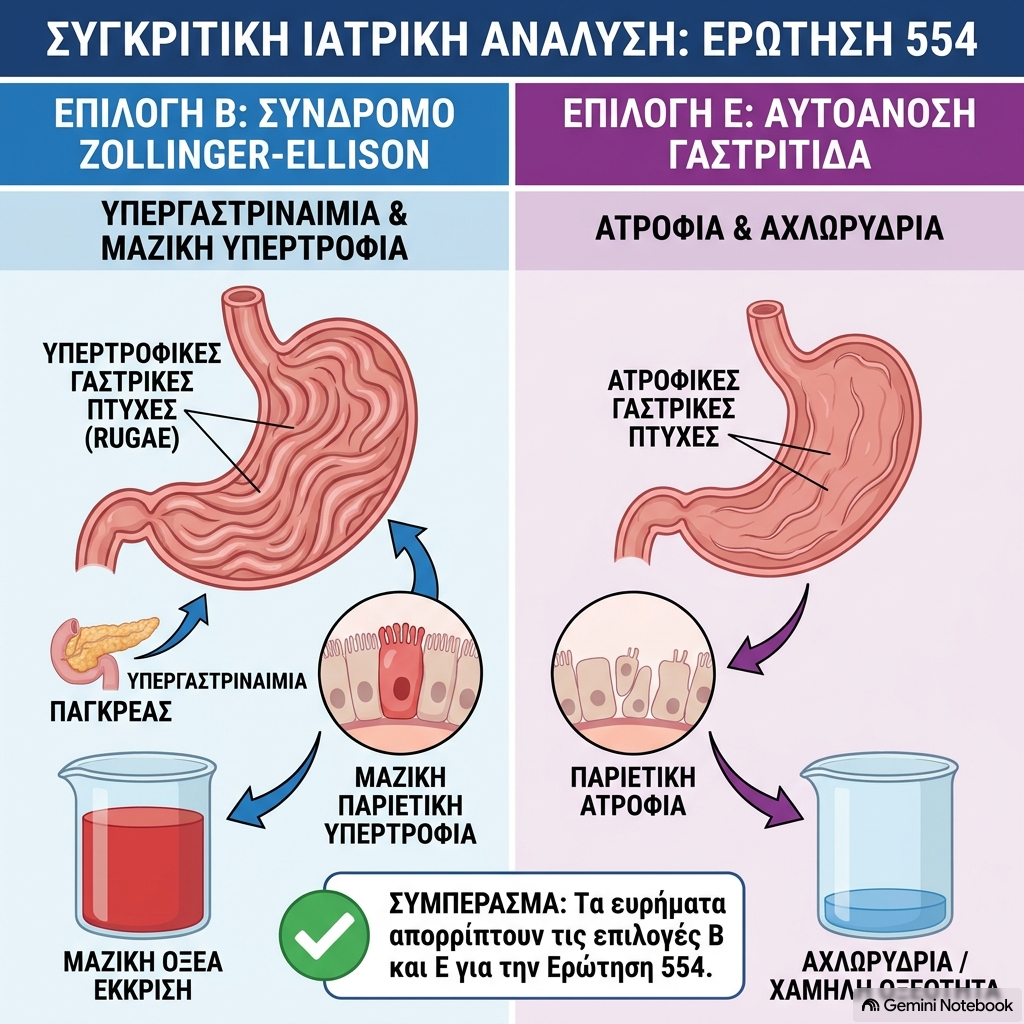 ΣΥΓΚΡΙΤΙΚΗ ΙΑΤΡΙΚΗ ΑΝΑΛΥΣΗ: ΕΡΩΤΗΣΗ 554
ΕΠΙΛΟΓΗ Β: ΣΥΝΔΡΟΜΟ
ZOLLINGER-ELLISON
ΥΠΕΡΓΑΣΤΡΙΝΑΙΜΙΑ &
ΜΑΖΙΚΗ ΥΠΕΡΤΡΟΦΙΑ
ΥΠΕΡΤΡΟΦΙΚΕΣ
ΓΑΣΤΡΙΚΕΣ
ΠΤΥΧΕΣ
(RUGAE)
ΥΠΕΡΓΑΣΤΡΙΝΑΙΜΙΑ
ΠΑΓΚΡΕΑΣ
ΜΑΖΙΚΗ
ΠΑΡΙΕΤΙΚΗ
ΥΠΕΡΤΡΟΦΙΑ
ΜΑΖΙΚΗ ΟΞΕΑ
ΕΚΚΡΙΣΗ
ΕΠΙΛΟΓΗ Ε: ΑΥΤΟΑΝΟΣΗ
ΓΑΣΤΡΙΤΙΔΑ
ΑΤΡΟΦΙΑ & ΑΧΛΩΡΥΔΡΙΑ
ΑΤΡΟΦΙΚΕΣ
ΓΑΣΤΡΙΚΕΣ
ΠΤΥΧΕΣ
ΠΑΡΙΕΤΙΚΗ
ΑΤΡΟΦΙΑ
ΑΧΛΩΡΥΔΡΙΑ /
ΧΑΜΗΛΗ ΟΞΕΟΤΗΤΑ
ΣΥΜΠΕΡΑΣΜΑ: Τα ευρήματα
απορρίπτουν τις επιλογές Β
και Ε για την Ερώτηση 554.
Gemini Notebook